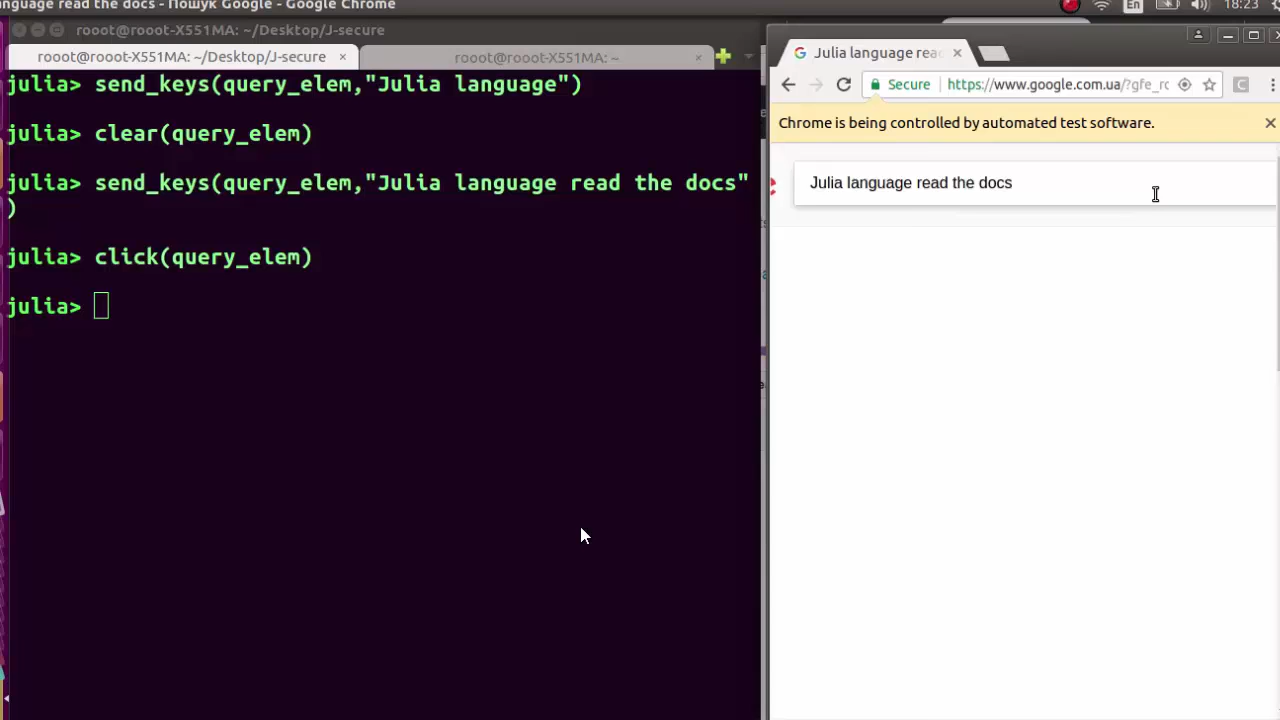 nguage read the docs - Пошук Google - Google Chrome
En
18:23
rooot@rooot-X551MA: ~/Desktop/J-secure
rooot@rooot-X551MA: ~/Desktop/J-secure ×
rooot@rooot-X551MA: ~ ×
julia> send_keys(query_elem,"Julia language")
julia> clear(query_elem)
julia> send_keys(query_elem,"Julia language read the docs"
)
julia> click(query_elem)
julia>
Julia language rea ×
Secure https://www.google.com.ua/?gfe_rc
Chrome is being controlled by automated test software. ×
Julia language read the docs